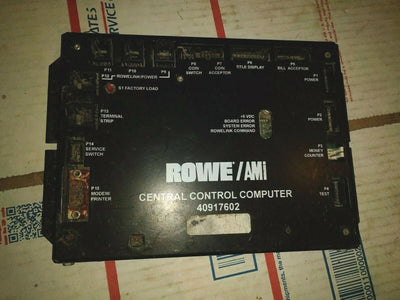 P11
P10
P9
P12
ROWELINK/POWER
S1 FACTORY LOAD
P8
COIN
SWITCH
P7
COIN
ACCEPTOR
P6
TITLE DISPLAY
P5
BILL ACCEPTOR
P1
POWER
P13
TERMINAL
STRIP
+5 VDC
BOARD ERROR
SYSTEM ERROR
ROWELINK COMMAND
P2
POWER
P14
SERVICE
SWITCH
P3
MONEY
COUNTER
ROWE/AMi
P15
MODEM/
PRINTER
CENTRAL CONTROL COMPUTER
40917602
P4
TEST